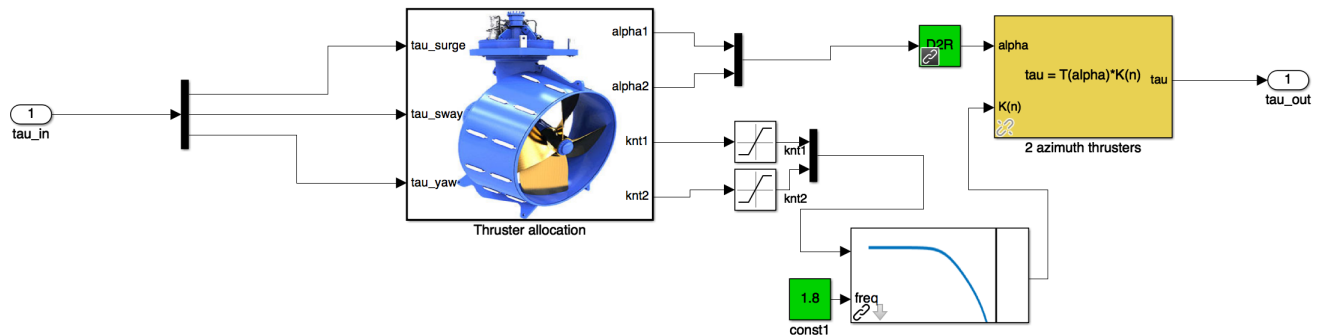 1
tau_in
tau_surge
tau_sway
tau_yaw
alpha1
alpha2
knt1
knt2
Thruster allocation
knt1
knt2
D2R
alpha
K(n)
tau = T(alpha)*K(n)
tau
2 azimuth thrusters
1
tau_out
1.8
const1
freq